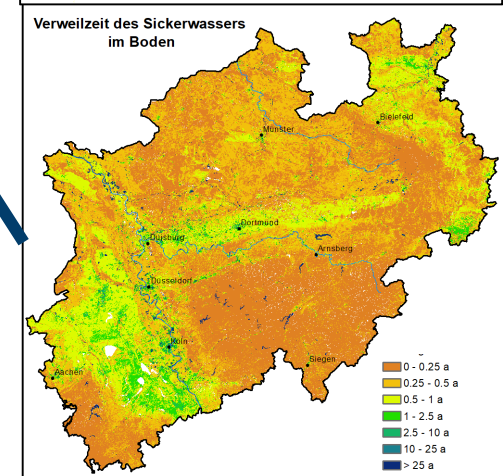 Verweilzeit des Sickerwassers
im Boden
Münster
Bielefeld
Dortmund
Duisburg
Arnsberg
Düsseldorf
Köln
Siegen
Aachen
0 - 0.25 a
0.25 - 0.5 a
0.5 - 1 a
1 - 2.5 a
2.5 - 10 a
10 - 25 a
> 25 a